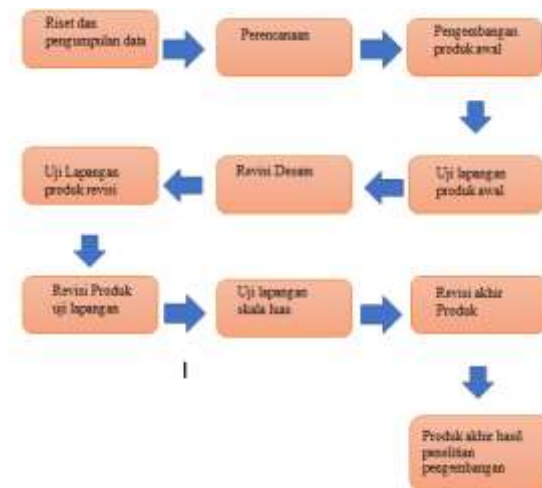 Riset das
pengumpulan data
Perencanaan
Pengembangan
produk awal
Uji lapangan
produk awal
Revisi Desain
Uji Lapangan
produk revisi
Revisi Produk
uji lapangan
Uji lapangan
skala luas
Revisi akhir
Produk
Produk akhir hasil
penelitian
pengembangan